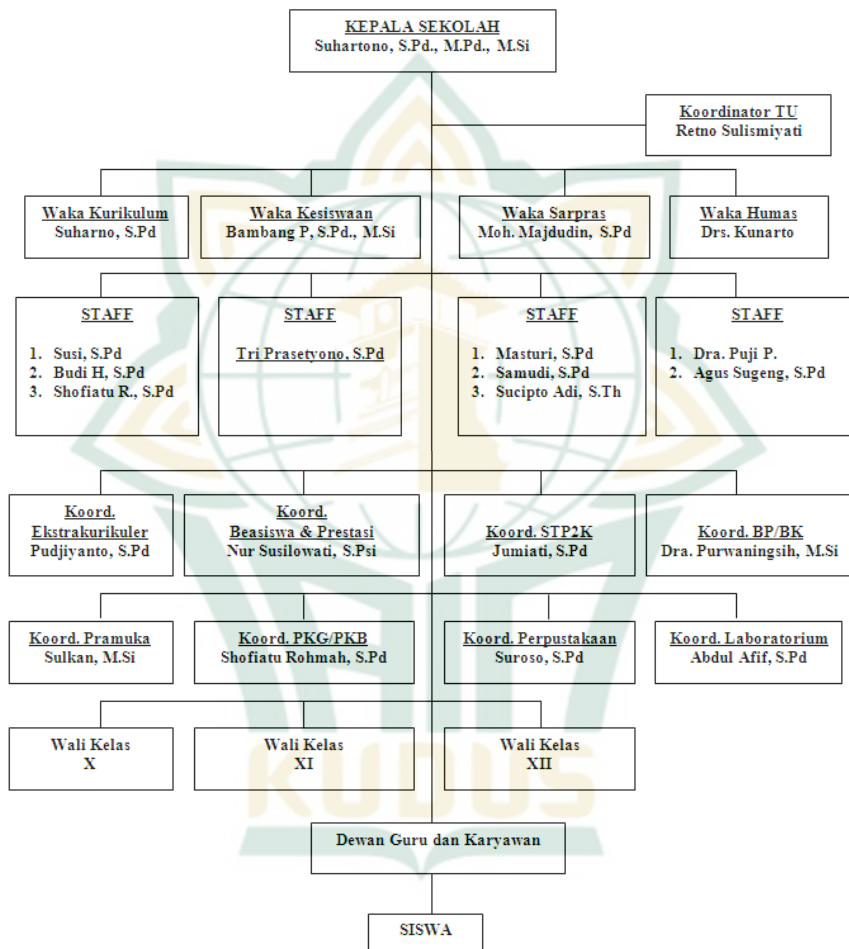 KEPALA SEKOLAH
Suhartono, S.Pd., M.Pd., M.Si
Koordinator TU
Retno Sulismiyati
Waka Kurikulum
Suharno, S.Pd
Waka Kesiswaan
Bambang P, S.Pd., M.Si
Waka Sarpras
Moh. Majdudin, S.Pd
Waka Humas
Drs. Kunarto
STAFF
1. Susi, S.Pd
2. Budi H, S.Pd
3. Shofiatu R., S.Pd
STAFF
Tri Prasetyono, S.Pd
STAFF
1. Masturi, S.Pd
2. Samudi, S.Pd
3. Sucipto Adi, S.Th
STAFF
1. Dra. Puji P.
2. Agus Sugeng, S.Pd
Koord.
Ekstrakurikuler
Pudjiyanto, S.Pd
Koord.
Beasiswa & Prestasi
Nur Susilowati, S.Psi
Koord. STP2K
Jumiati, S.Pd
Koord. BP/BK
Dra. Purwaningsih, M.Si
Koord. Pramuka
Sulkan, M.Si
Koord. PKG/PKB
Shofiatu Rohmah, S.Pd
Koord. Perpustakaan
Suroso, S.Pd
Koord. Laboratorium
Abdul Afif, S.Pd
Wali Kelas
X
Wali Kelas
XI
Wali Kelas
XII
Dewan Guru dan Karyawan
SISWA
IAIN
KUDUS